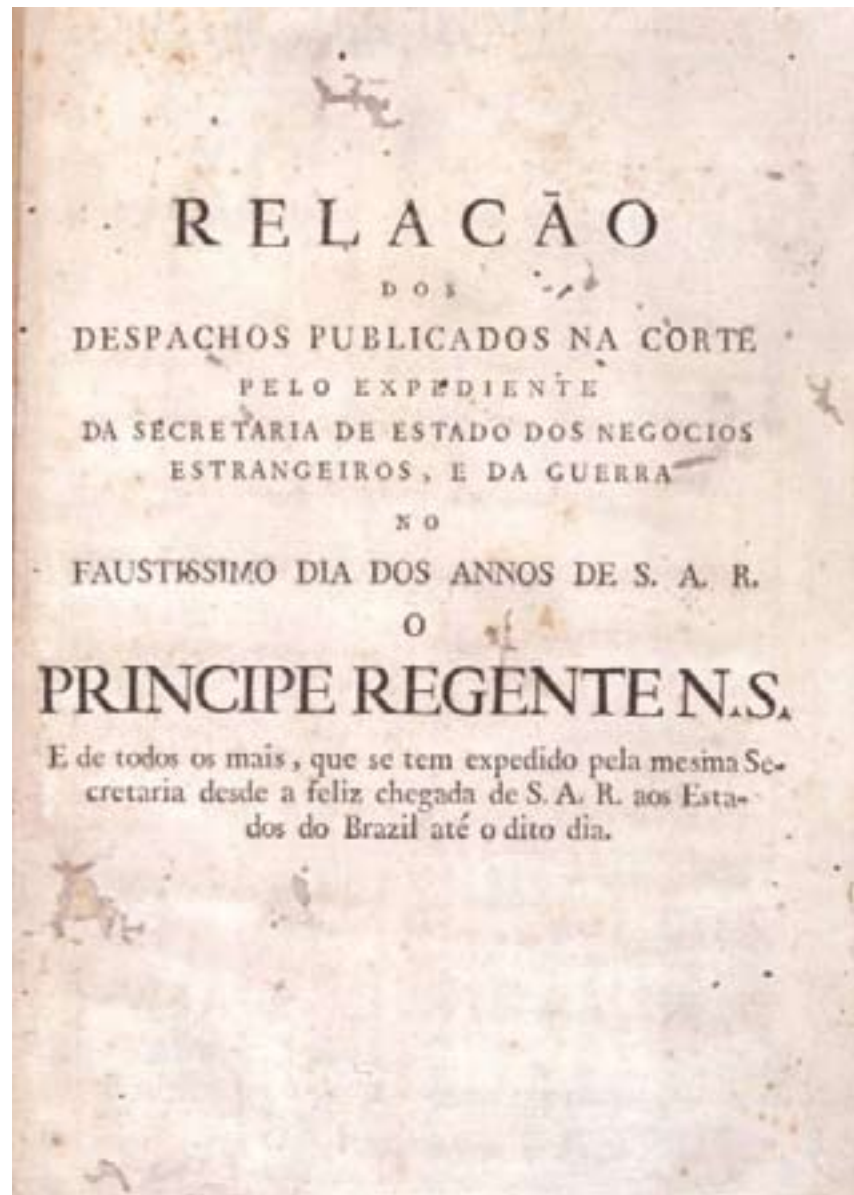 RELAÇÃO
DOS
DESPACHOS PUBLICADOS NA CORTE
PELO EXPEDIENTE
DA SECRETARIA DE ESTADO DOS NEGOCIOS
ESTRANGEIROS, E DA GUERRA
NO
FAUSTISSIMO DIA DOS ANNOS DE S. A. R.
O
PRINCIPE REGENTE N.S.
E de todos os mais, que se tem expedido pela mesma Se-
cretaria desde a feliz chegada de S. A. R. aos Esta-
dos do Brazil até o dito dia.